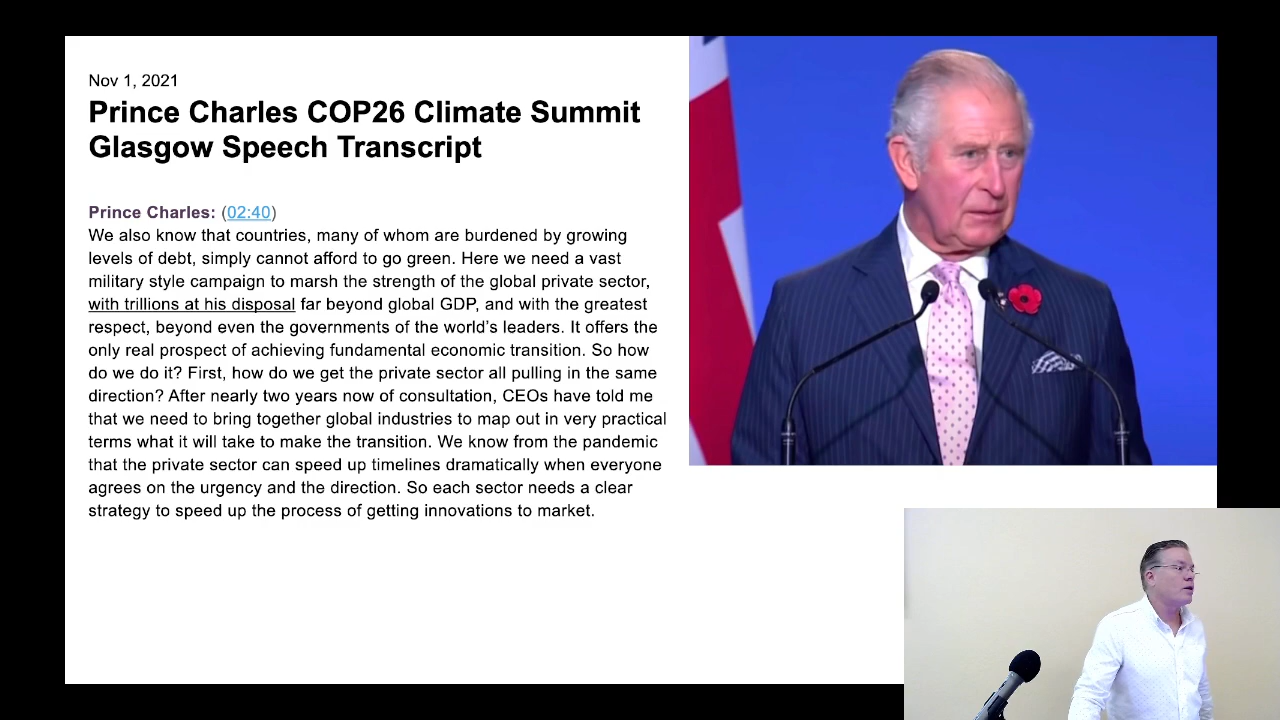 Nov 1, 2021
Prince Charles COP26 Climate Summit
Glasgow Speech Transcript
Prince Charles: (02:40)
We also know that countries, many of whom are burdened by growing
levels of debt, simply cannot afford to go green. Here we need a vast
military style campaign to marsh the strength of the global private sector,
with trillions at his disposal far beyond global GDP, and with the greatest
respect, beyond even the governments of the world's leaders. It offers the
only real prospect of achieving fundamental economic transition. So how
do we do it? First, how do we get the private sector all pulling in the same
direction? After nearly two years now of consultation, CEOs have told me
that we need to bring together global industries to map out in very practical
terms what it will take to make the transition. We know from the pandemic
that the private sector can speed up timelines dramatically when everyone
agrees on the urgency and the direction. So each sector needs a clear
strategy to speed up the process of getting innovations to market.